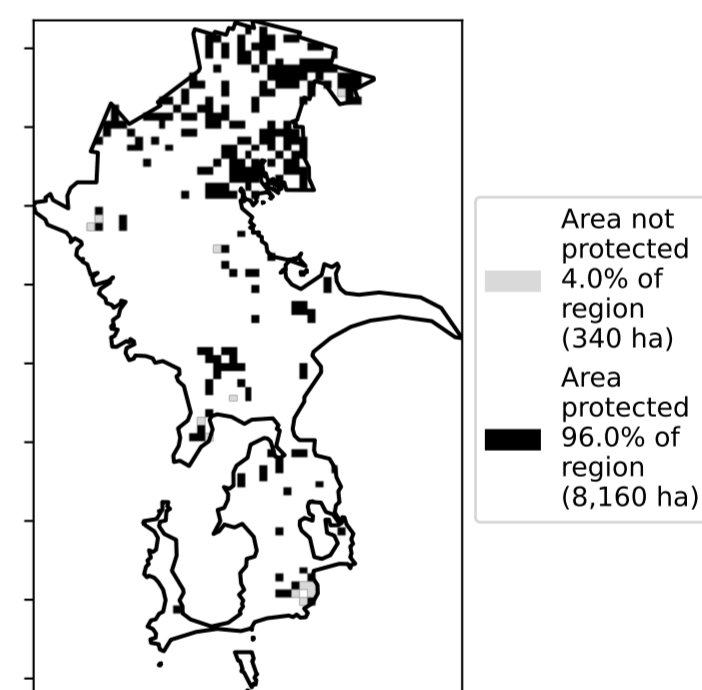 Area not
protected
4.0% of
region
(340 ha)
Area
protected
96.0% of
region
(8,160 ha)